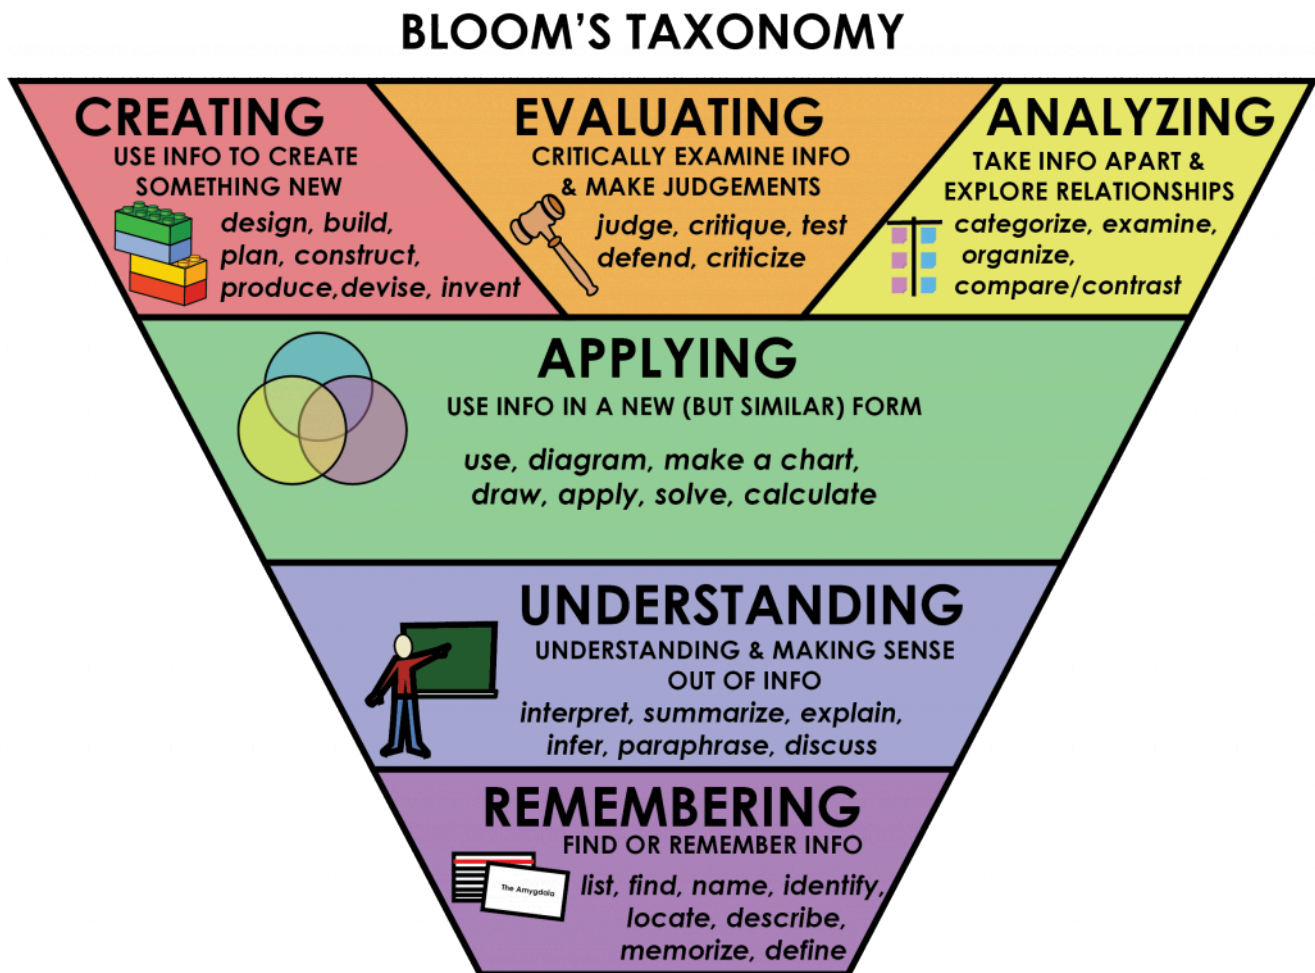 BLOOM'S TAXONOMY
CREATING
USE INFO TO CREATE
SOMETHING NEW
design, build,
plan, construct,
produce,devise, invent
EVALUATING
CRITICALLY EXAMINE INFO
& MAKE JUDGEMENTS
judge, critique, test
defend, criticize
ANALYZING
TAKE INFO APART &
EXPLORE RELATIONSHIPS
categorize, examine,
organize,
compare/contrast
APPLYING
USE INFO IN A NEW (BUT SIMILAR) FORM
use, diagram, make a chart,
draw, apply, solve, calculate
UNDERSTANDING
UNDERSTANDING & MAKING SENSE
OUT OF INFO
interpret, summarize, explain,
infer, paraphrase, discuss
REMEMBERING
FIND OR REMEMBER INFO
The Amygdala
list, find, name, identify,
locate, describe,
memorize, define